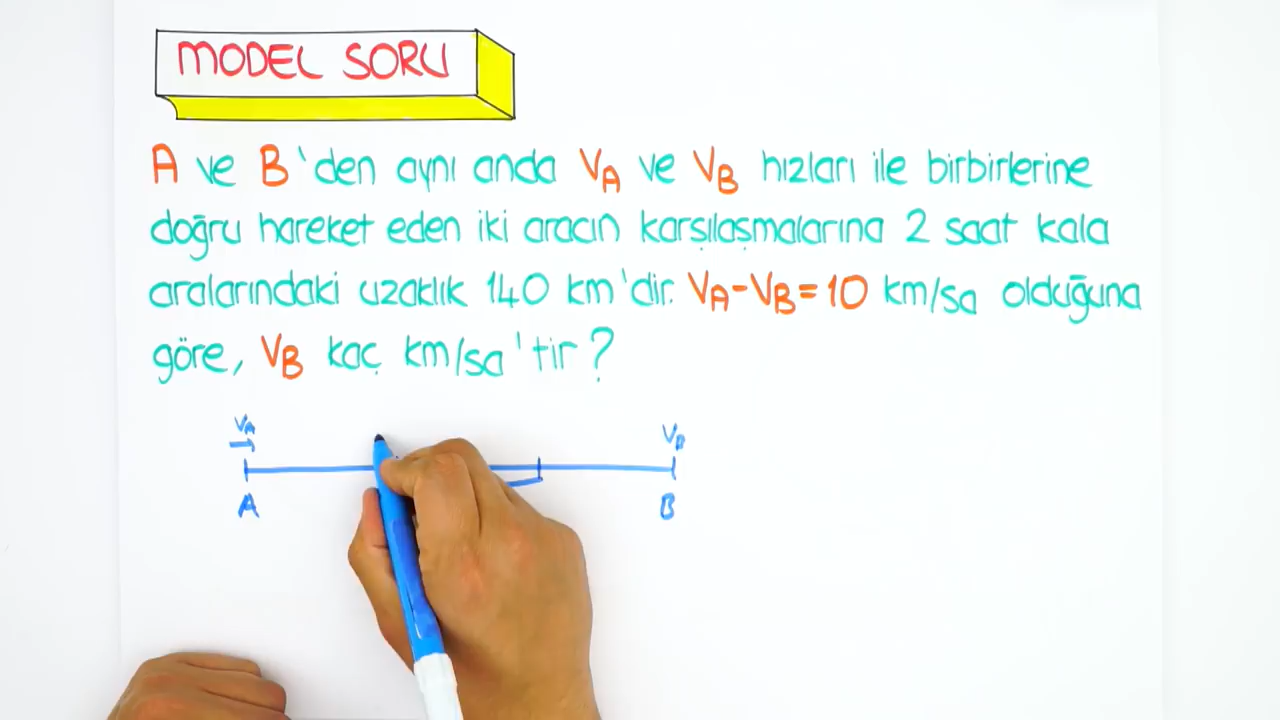 MODEL SORU
A ve B'den aynı anda VA ve VB hızları ile birbirlerine
doğru hareket eden iki aracın karşılaşmalarına 2 saat kala
aralarındaki uzaklık 140 km'dir. VA-VB=10 km/sa olduğuna
göre, VB kaç km/sa'tir?
VA VB
A B